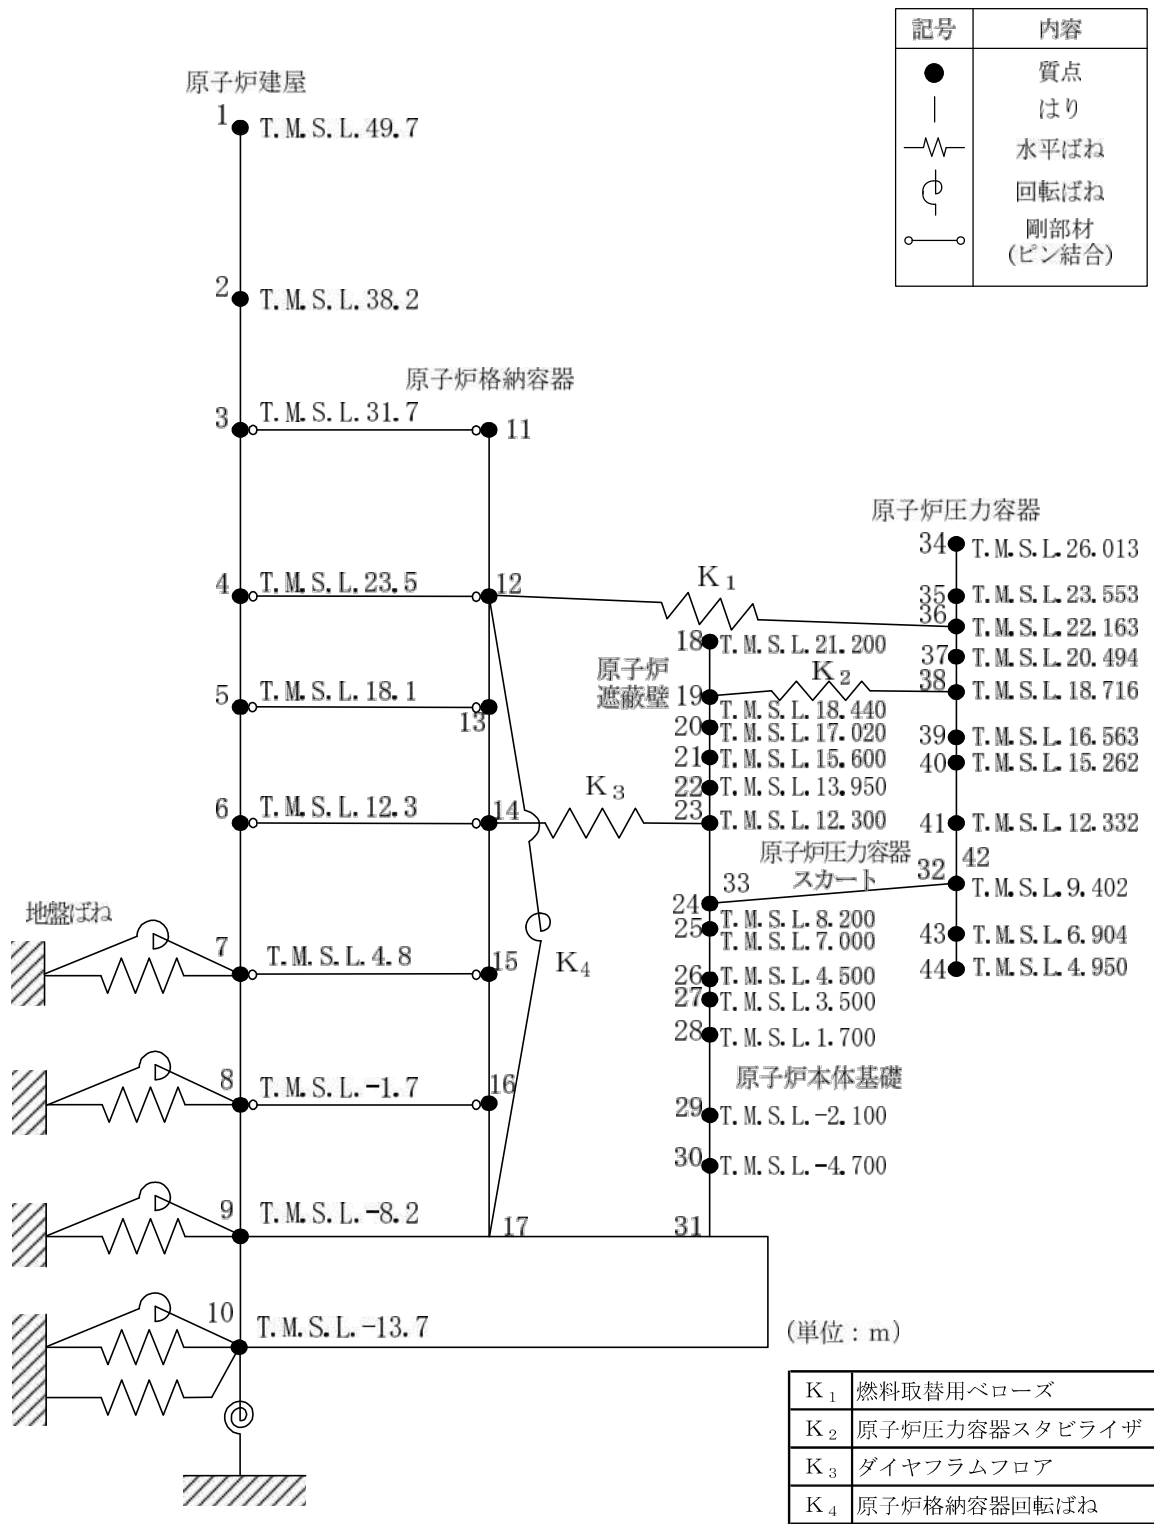 記号 内容
質点
はり
水平ばね
回転ばね
剛部材
(ピン結合)
原子炉建屋
1 T.M.S.L.49.7
2 T.M.S.L.38.2
原子炉格納容器
3 T.M.S.L.31.7 11
原子炉圧力容器
34 T.M.S.L.26.013
4 T.M.S.L.23.5 12
K1
35 T.M.S.L.23.553
36 T.M.S.L.22.163
18 T.M.S.L.21.200
37 T.M.S.L.20.494
原子炉
遮蔽壁
K2
38 T.M.S.L.18.716
5 T.M.S.L.18.1 13
19 T.M.S.L.18.440
20 T.M.S.L.17.020
39 T.M.S.L.16.563
21 T.M.S.L.15.600
40 T.M.S.L.15.262
22 T.M.S.L.13.950
K3
6 T.M.S.L.12.3 14
23 T.M.S.L.12.300
41 T.M.S.L.12.332
原子炉圧力容器
スカート
42
32 T.M.S.L.9.402
33
24 T.M.S.L.8.200
25 T.M.S.L.7.000
地盤ばね
43 T.M.S.L.6.904
7 T.M.S.L.4.8 15
K4
26 T.M.S.L.4.500
44 T.M.S.L.4.950
27 T.M.S.L.3.500
28 T.M.S.L.1.700
原子炉本体基礎
8 T.M.S.L.-1.7 16
29 T.M.S.L.-2.100
30 T.M.S.L.-4.700
9 T.M.S.L.-8.2 17 31
10 T.M.S.L.-13.7
(単位：m)
K1 燃料取替用ベローズ
K2 原子炉圧力容器スタビライザ
K3 ダイヤフラムフロア
K4 原子炉格納容器回転ばね